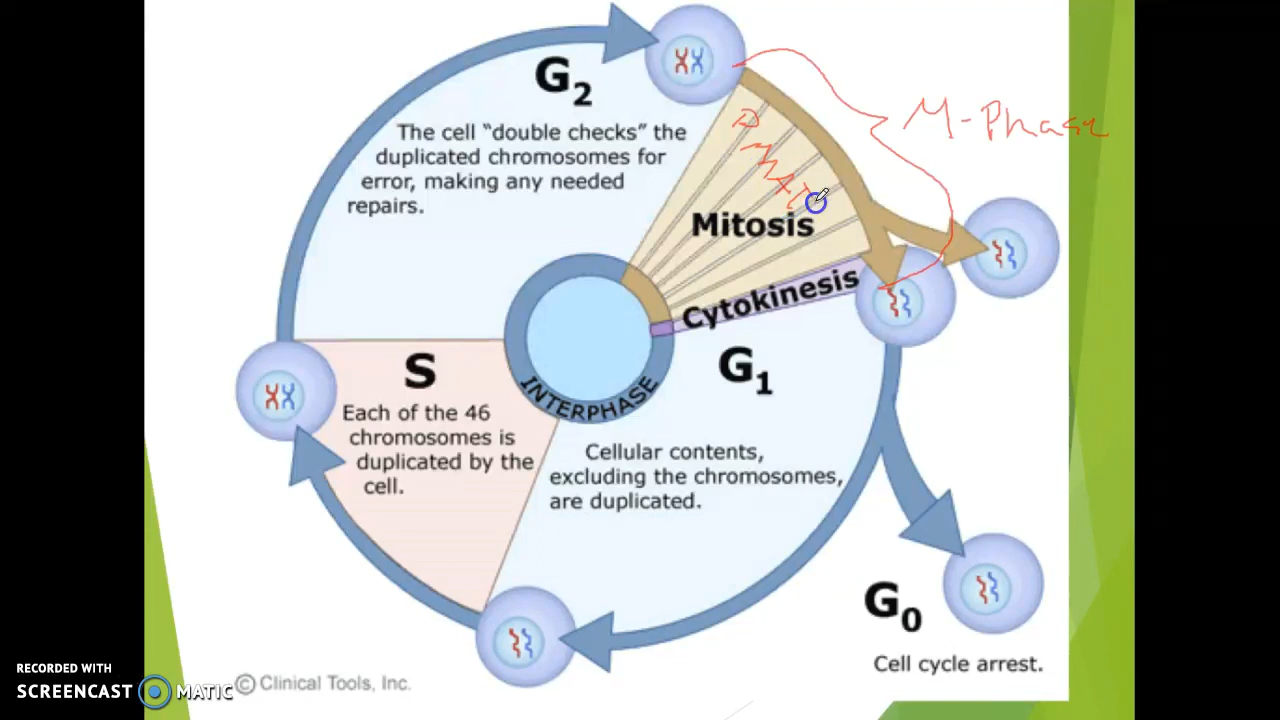 G2
The cell “double checks” the
duplicated chromosomes for
error, making any needed
repairs.
M-Phase
P
M
A
T
Mitosis
Cytokinesis
G1
Cellular contents,
excluding the chromosomes,
are duplicated.
S
Each of the 46
chromosomes is
duplicated by the
cell.
INTERPHASE
G0
Cell cycle arrest.
© Clinical Tools, Inc.
RECORDED WITH
SCREENCAST MATIC